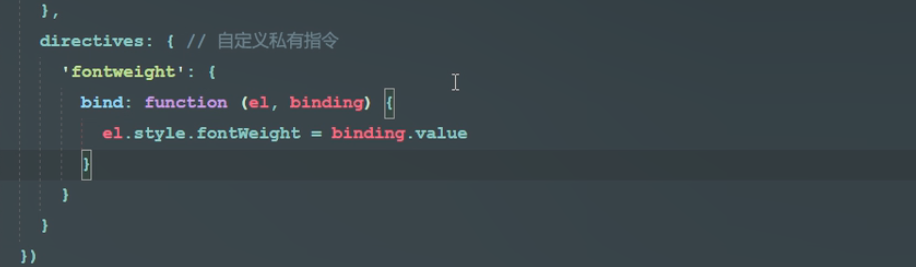 },
directives: { // 自定义私有指令
'fontweight': {
bind: function (el, binding) {
el.style.fontWeight = binding.value
}
}
}
})